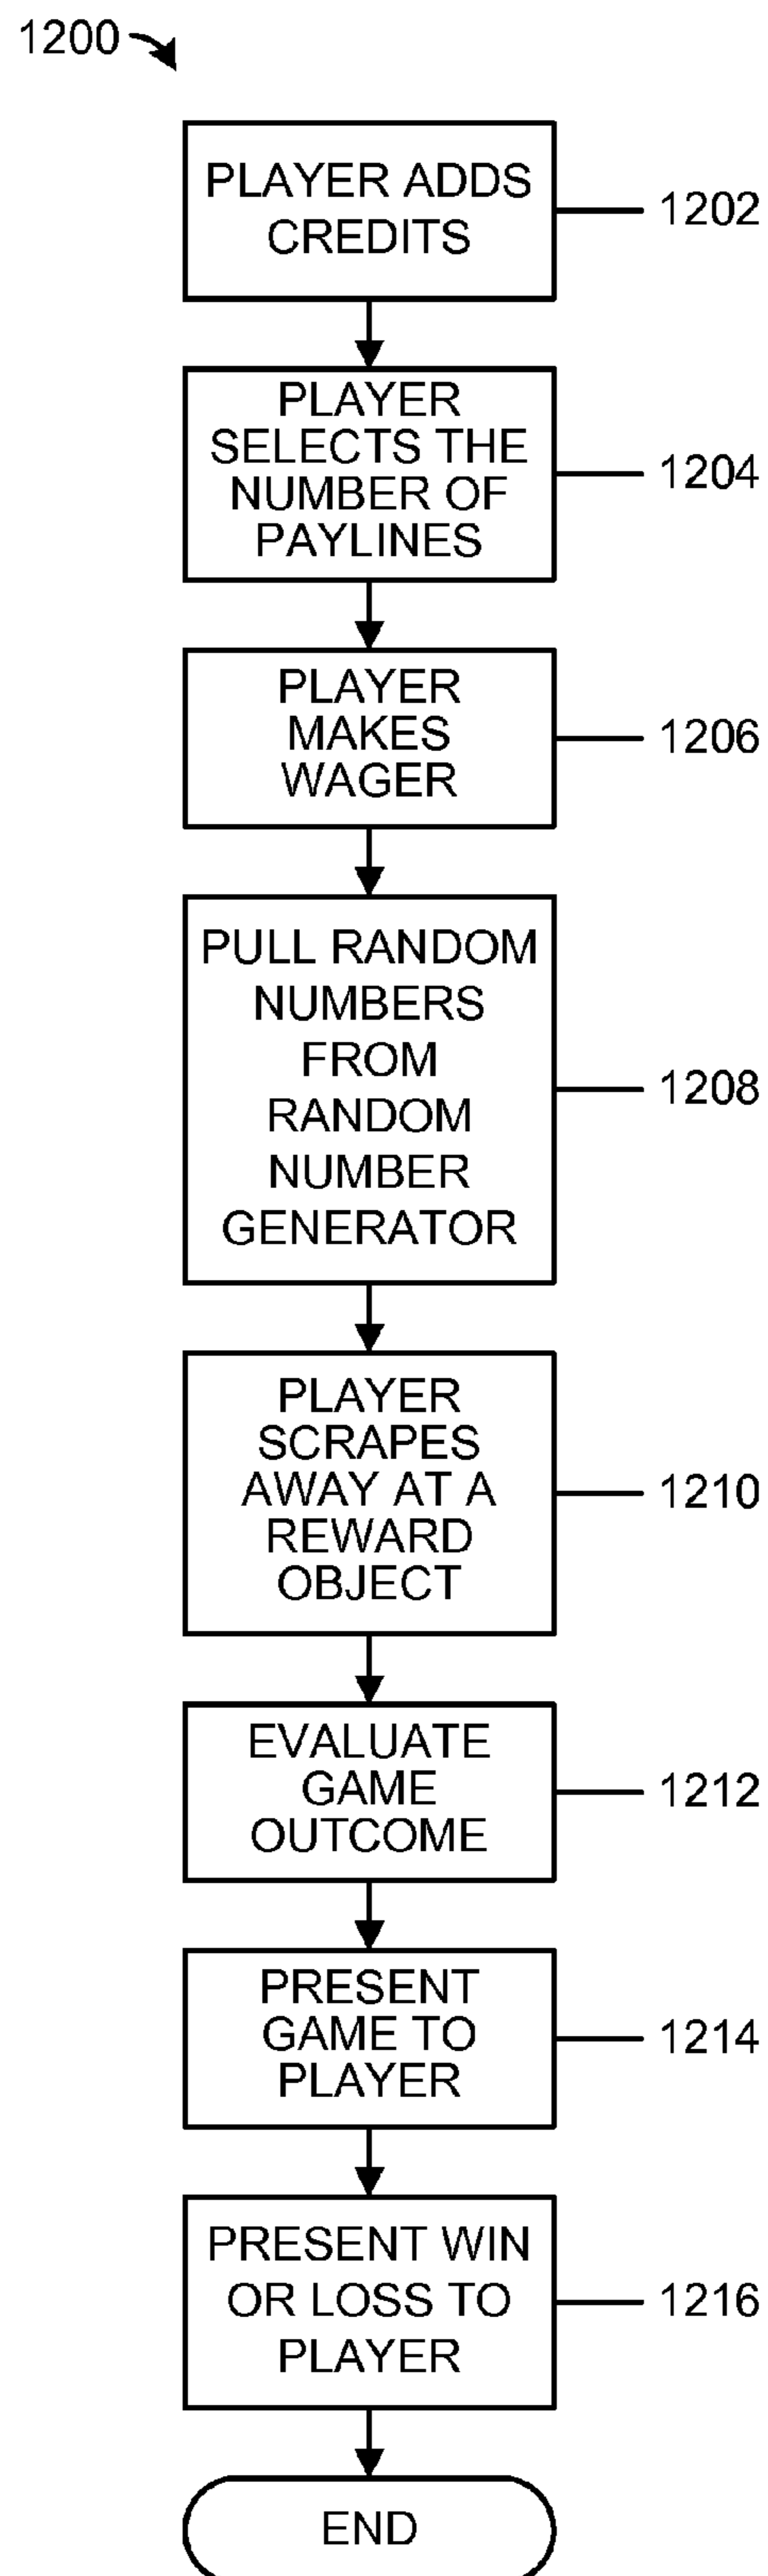 1200
PLAYER ADDS
CREDITS
1202
PLAYER
SELECTS THE
NUMBER OF
PAYLINES
1204
PLAYER
MAKES
WAGER
1206
PULL RANDOM
NUMBERS
FROM
RANDOM
NUMBER
GENERATOR
1208
PLAYER
SCRAPES
AWAY AT A
REWARD
OBJECT
1210
EVALUATE
GAME
OUTCOME
1212
PRESENT
GAME TO
PLAYER
1214
PRESENT WIN
OR LOSS TO
PLAYER
1216
END